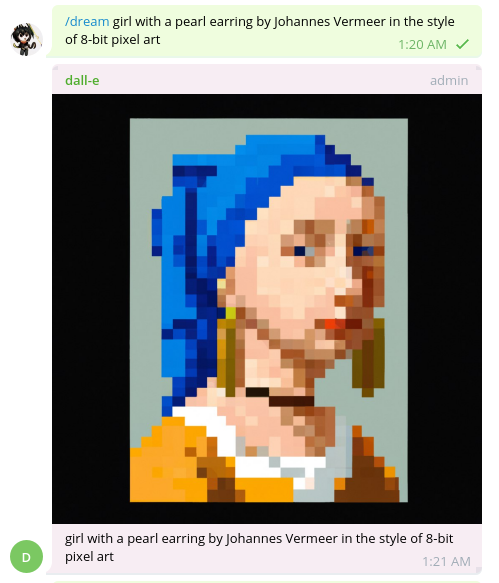 /dream girl with a pearl earring by Johannes Vermeer in the style
of 8-bit pixel art
1:20 AM
dall-e admin
girl with a pearl earring by Johannes Vermeer in the style of 8-bit
pixel art
1:21 AM
D